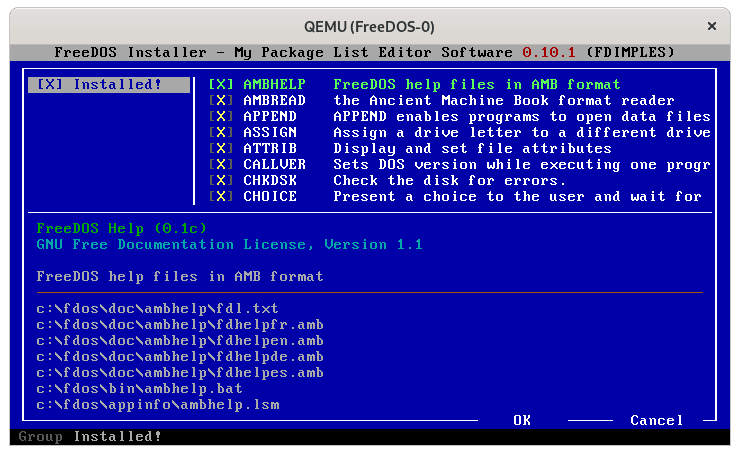 QEMU (FreeDOS-0)
×
FreeDOS Installer - My Package List Editor Software 0.10.1 (FDIMPLES)
[X] Installed!
[X] AMBHELP FreeDOS help files in AMB format
[X] AMBREAD the Ancient Machine Book format reader
[X] APPEND APPEND enables programs to open data files
[X] ASSIGN Assign a drive letter to a different drive
[X] ATTRIB Display and set file attributes
[X] CALLVER Sets DOS version while executing one progr
[X] CHKDSK Check the disk for errors.
[X] CHOICE Present a choice to the user and wait for
FreeDOS Help (0.1c)
GNU Free Documentation License, Version 1.1
FreeDOS help files in AMB format
c:\fdos\doc\ambhelp\fdl.txt
c:\fdos\doc\ambhelp\fdhelpfr.amb
c:\fdos\doc\ambhelp\fdhelpen.amb
c:\fdos\doc\ambhelp\fdhelpde.amb
c:\fdos\doc\ambhelp\fdhelpes.amb
c:\fdos\bin\ambhelp.bat
c:\fdos\appinfo\ambhelp.lsm
OK Cancel
Group Installed!